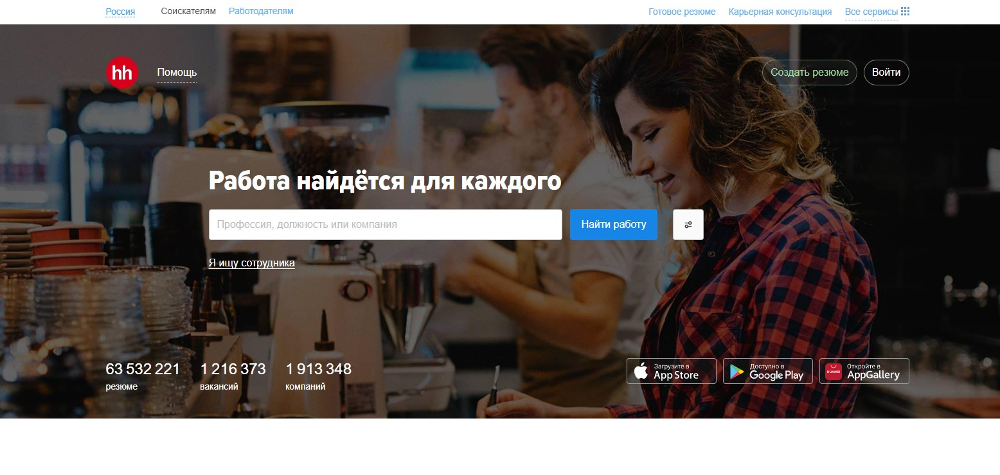 Россия Соискателям Работодателям Готовое резюме Карьерная консультация Все сервисы
hh Помощь Создать резюме Войти
Работа найдётся для каждого
Профессия, должность или компания Найти работу
Я ищу сотрудника
63 532 221 1 216 373 1 913 348
резюме вакансий компаний
Загрузите в
App Store
Доступно в
Google Play
HUAWEI
Откройте в
AppGallery